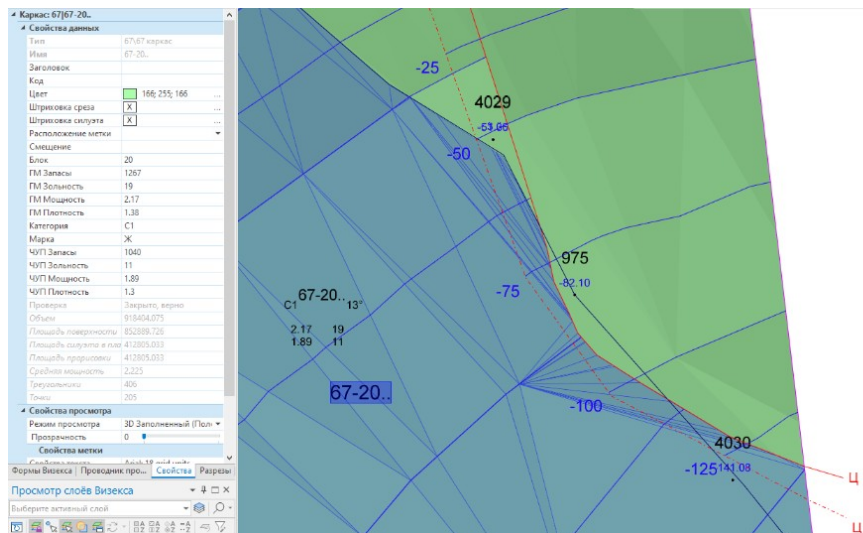 Каркас: 67|67-20..
Свойства данных
Тип 67\67 каркас
Имя 67-20..
Заголовок
Код
Цвет 166; 255; 166 ...
Штриховка среза X ...
Штриховка силуэта X ...
Расположение метки
Смещение
Блок 20
ГМ Запасы 1267
ГМ Зольность 19
ГМ Мощность 2.17
ГМ Плотность 1.38
Категория С1
Марка Ж
ЧУП Запасы 1040
ЧУП Зольность 11
ЧУП Мощность 1.89
ЧУП Плотность 1.3
Проверка Закрыто, верно
Объем 918404.075
Площадь поверхности 852889.726
Площадь силуэта в пла 412805.033
Площадь прорисовки 412805.033
Средняя мощность 2.225
Треугольники 406
Точки 205
Свойства просмотра
Режим просмотра 3D Заполненный (Поли
Прозрачность 0
Свойства метки
Формы Визекса Проводник про... Свойства Разрезы
Просмотр слоёв Визекса
Выберите активный слой
-25
4029
-53.05
-50
975
-82.10
-75
67-20..
С1 13°
2.17 19
1.89 11
67-20..
-100
4030
-125
141.08
Ц
Ц